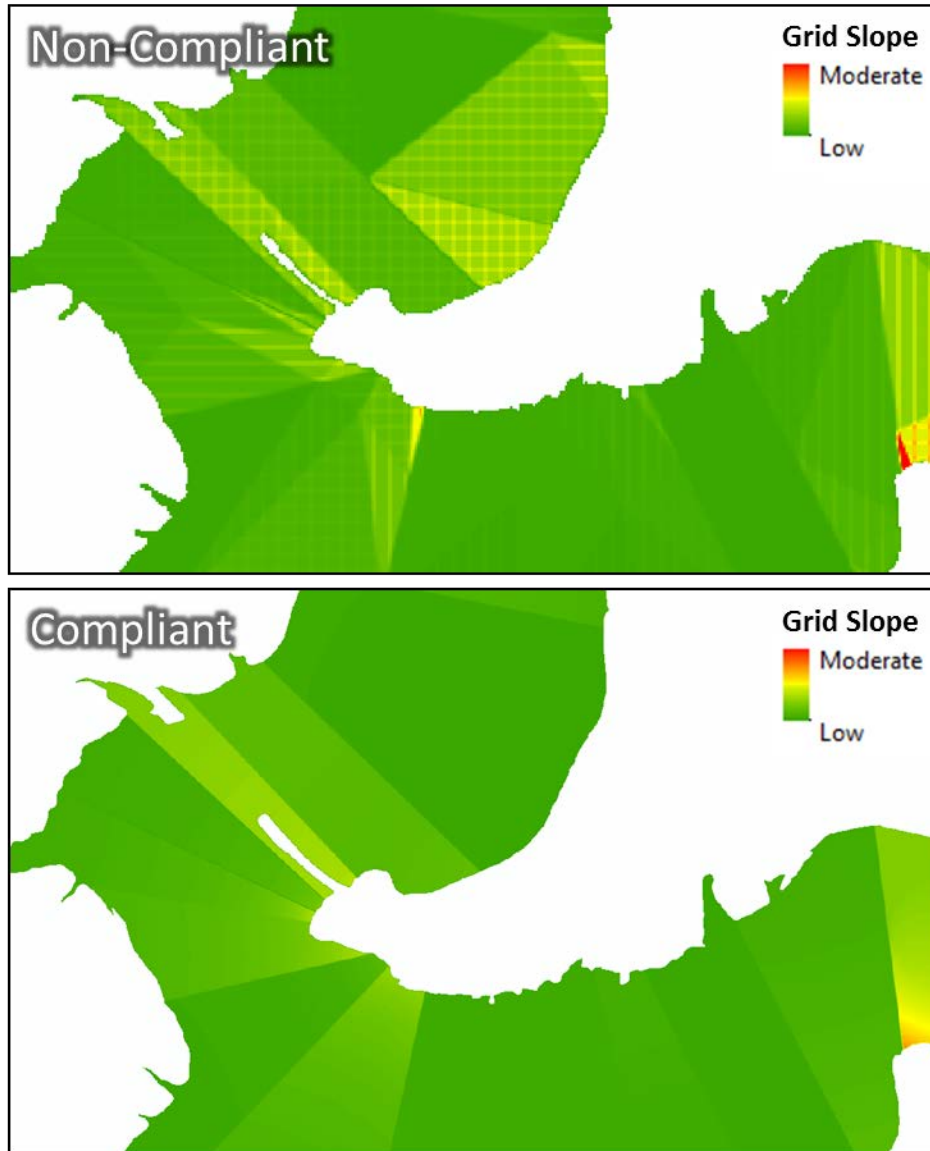 Non-Compliant
Grid Slope
Moderate
Low
Compliant
Grid Slope
Moderate
Low